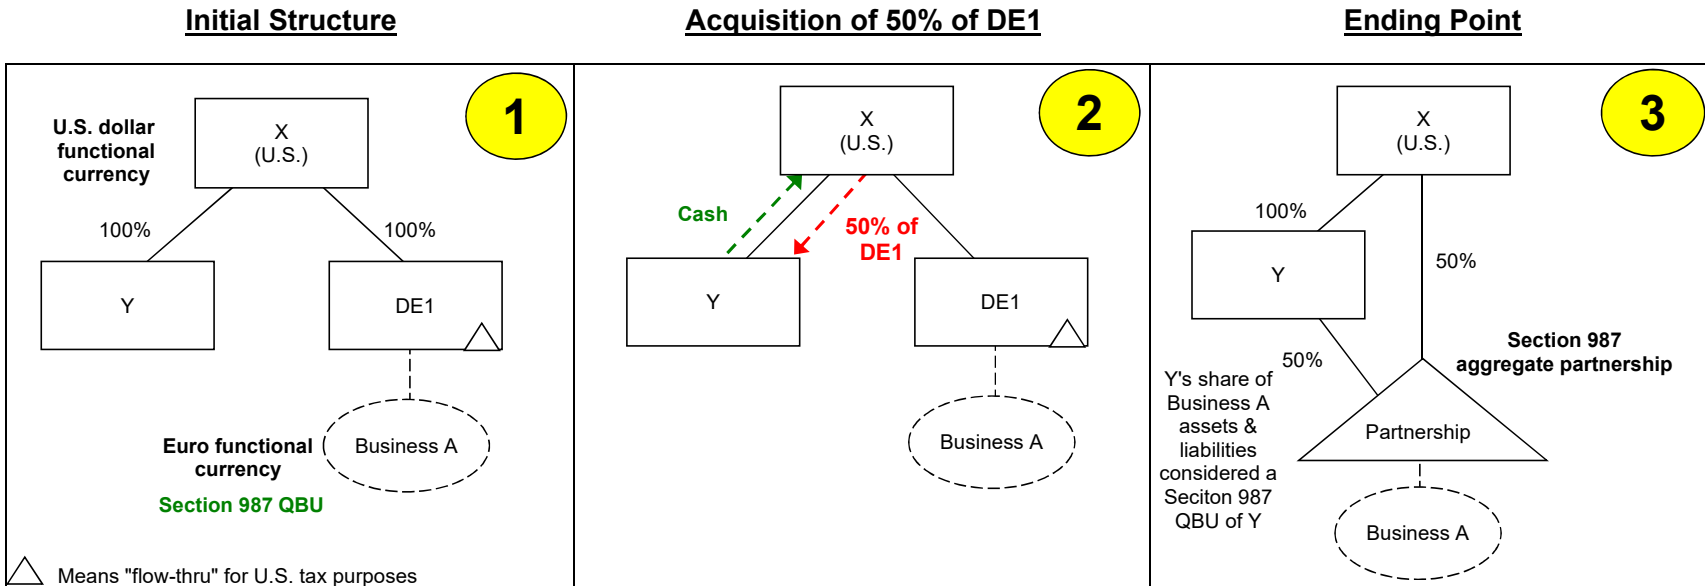 Initial Structure
Acquisition of 50% of DE1
Ending Point
1
U.S. dollar
functional
currency
X
(U.S.)
100%
100%
Y
DE1
Euro functional
currency
Business A
Section 987 QBU
Means "flow-thru" for U.S. tax purposes
2
X
(U.S.)
Cash
50% of
DE1
Y
DE1
Business A
3
X
(U.S.)
100%
50%
Y
50%
Section 987
aggregate partnership
Y's share of
Business A
assets &
liabilities
considered a
Seciton 987
QBU of Y
Partnership
Business A